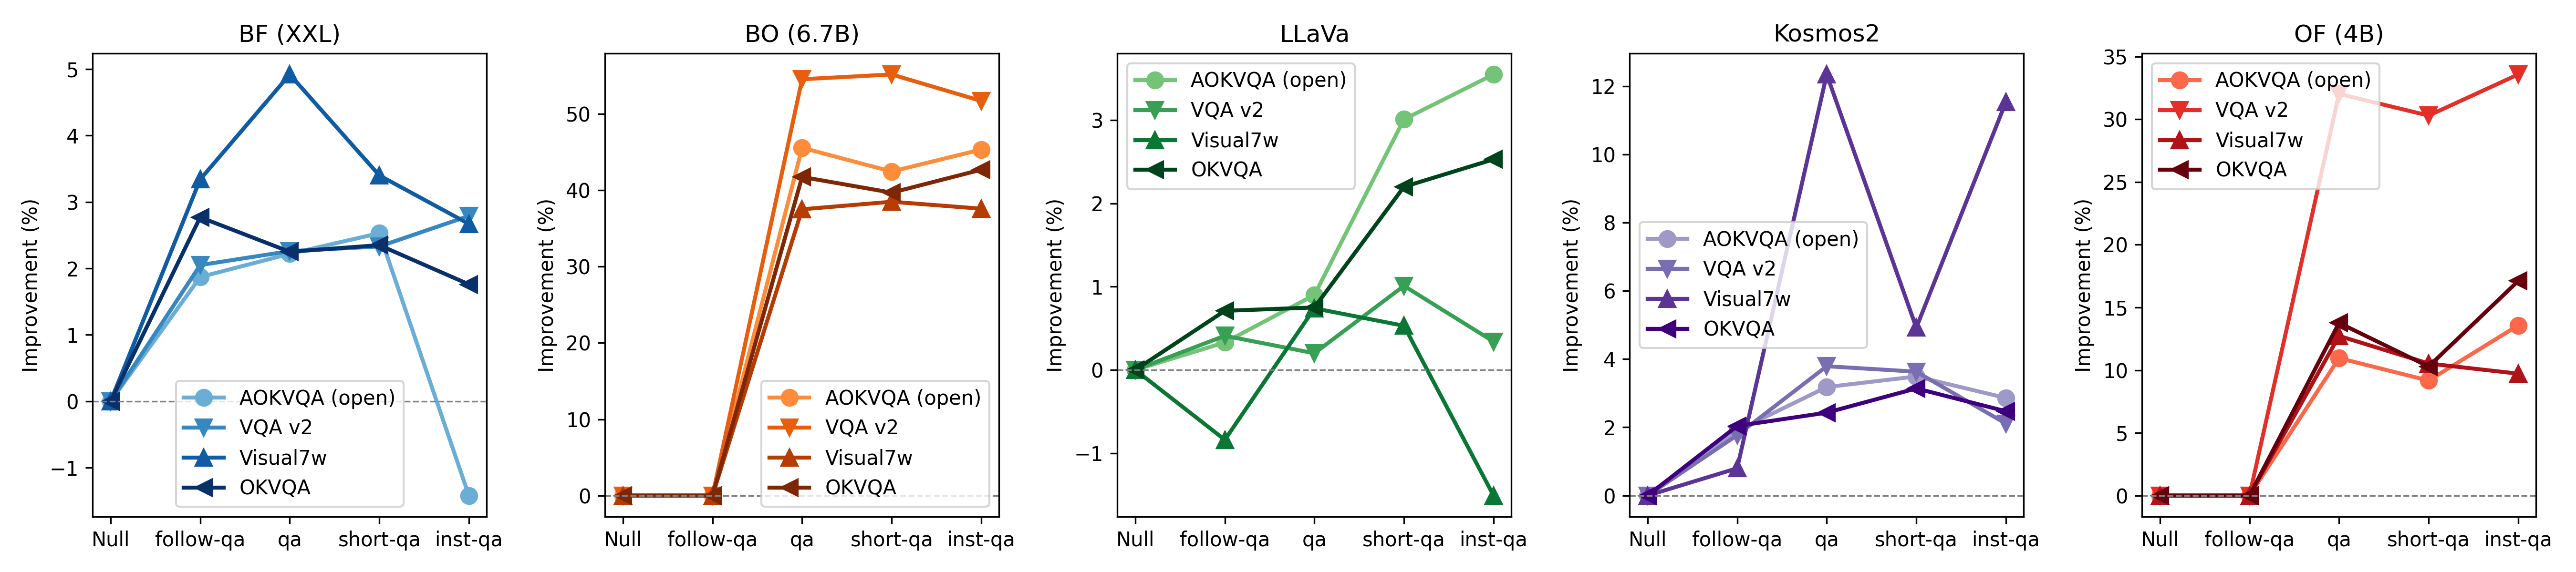 BF (XXL)
Improvement (%)
5
4
3
2
1
0
−1
AOKVQA (open)
VQA v2
Visual7w
OKVQA
Null follow-qa qa short-qa inst-qa
BO (6.7B)
Improvement (%)
50
40
30
20
10
0
AOKVQA (open)
VQA v2
Visual7w
OKVQA
Null follow-qa qa short-qa inst-qa
LLaVa
Improvement (%)
3
2
1
0
−1
AOKVQA (open)
VQA v2
Visual7w
OKVQA
Null follow-qa qa short-qa inst-qa
Kosmos2
Improvement (%)
12
10
8
6
4
2
0
AOKVQA (open)
VQA v2
Visual7w
OKVQA
Null follow-qa qa short-qa inst-qa
OF (4B)
Improvement (%)
35
30
25
20
15
10
5
0
AOKVQA (open)
VQA v2
Visual7w
OKVQA
Null follow-qa qa short-qa inst-qa